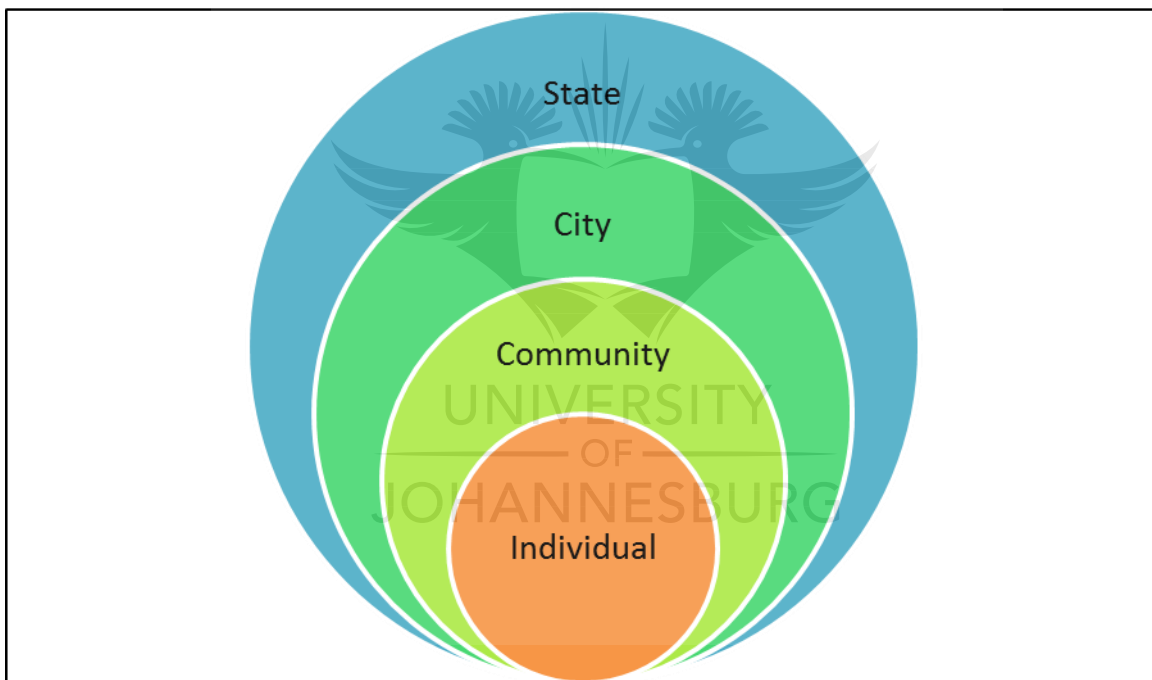 State
City
Community
UNIVERSITY
OF
JOHANNESBURG
Individual